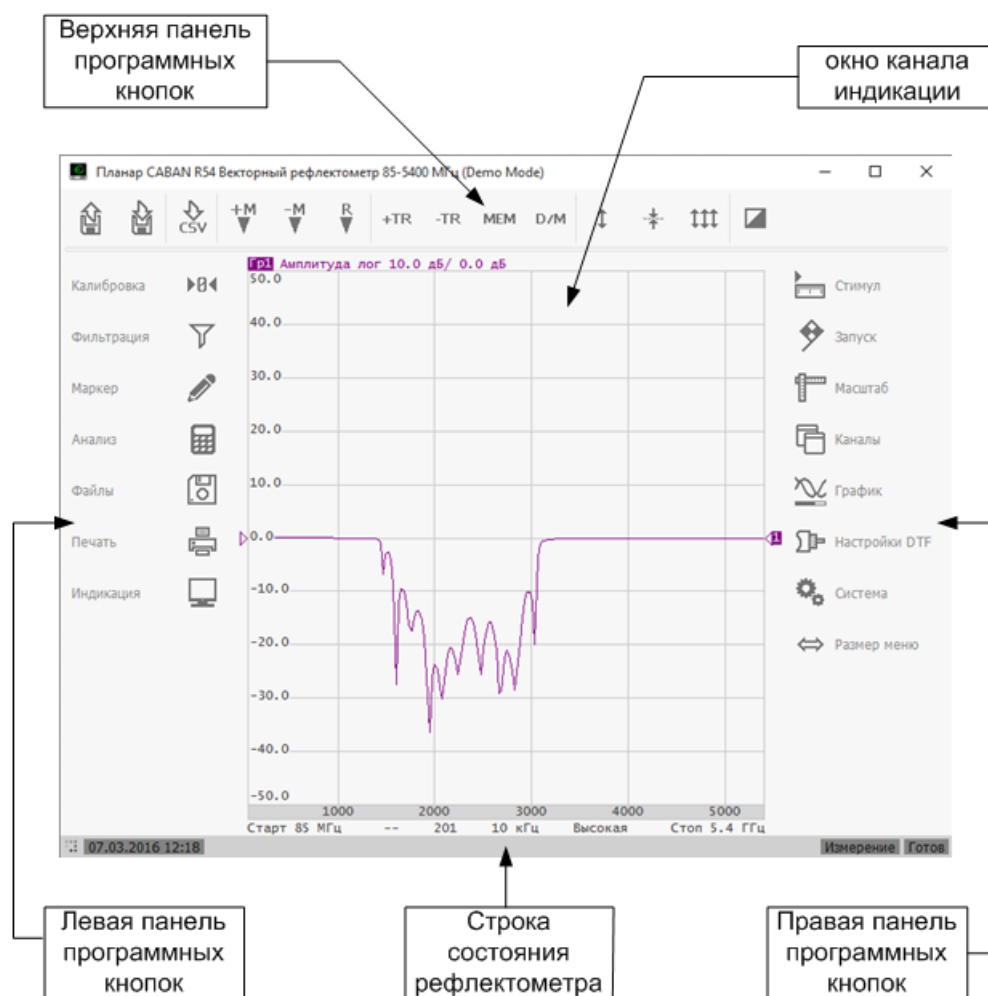 Верхняя панель
программных
кнопок
окно канала
индикации
Планар CABAN R54 Векторный рефлектометр 85-5400 МГц (Demo Mode)
CSV +M -M R +TR -TR MEM D/M
Гр1 Амплитуда лог 10.0 дБ/ 0.0 дБ
Калибровка
Фильтрация
Маркер
Анализ
Файлы
Печать
Индикация
50.0
40.0
30.0
20.0
10.0
0.0
-10.0
-20.0
-30.0
-40.0
-50.0
1
Стимул
Запуск
Масштаб
Каналы
График
Настройки DTF
Система
Размер меню
1000 2000 3000 4000 5000
Старт 85 МГц -- 201 10 кГц Высокая Стоп 5.4 ГГц
07.03.2016 12:18 Измерение Готов
Левая панель
программных
кнопок
Строка
состояния
рефлектометра
Правая панель
программных
кнопок